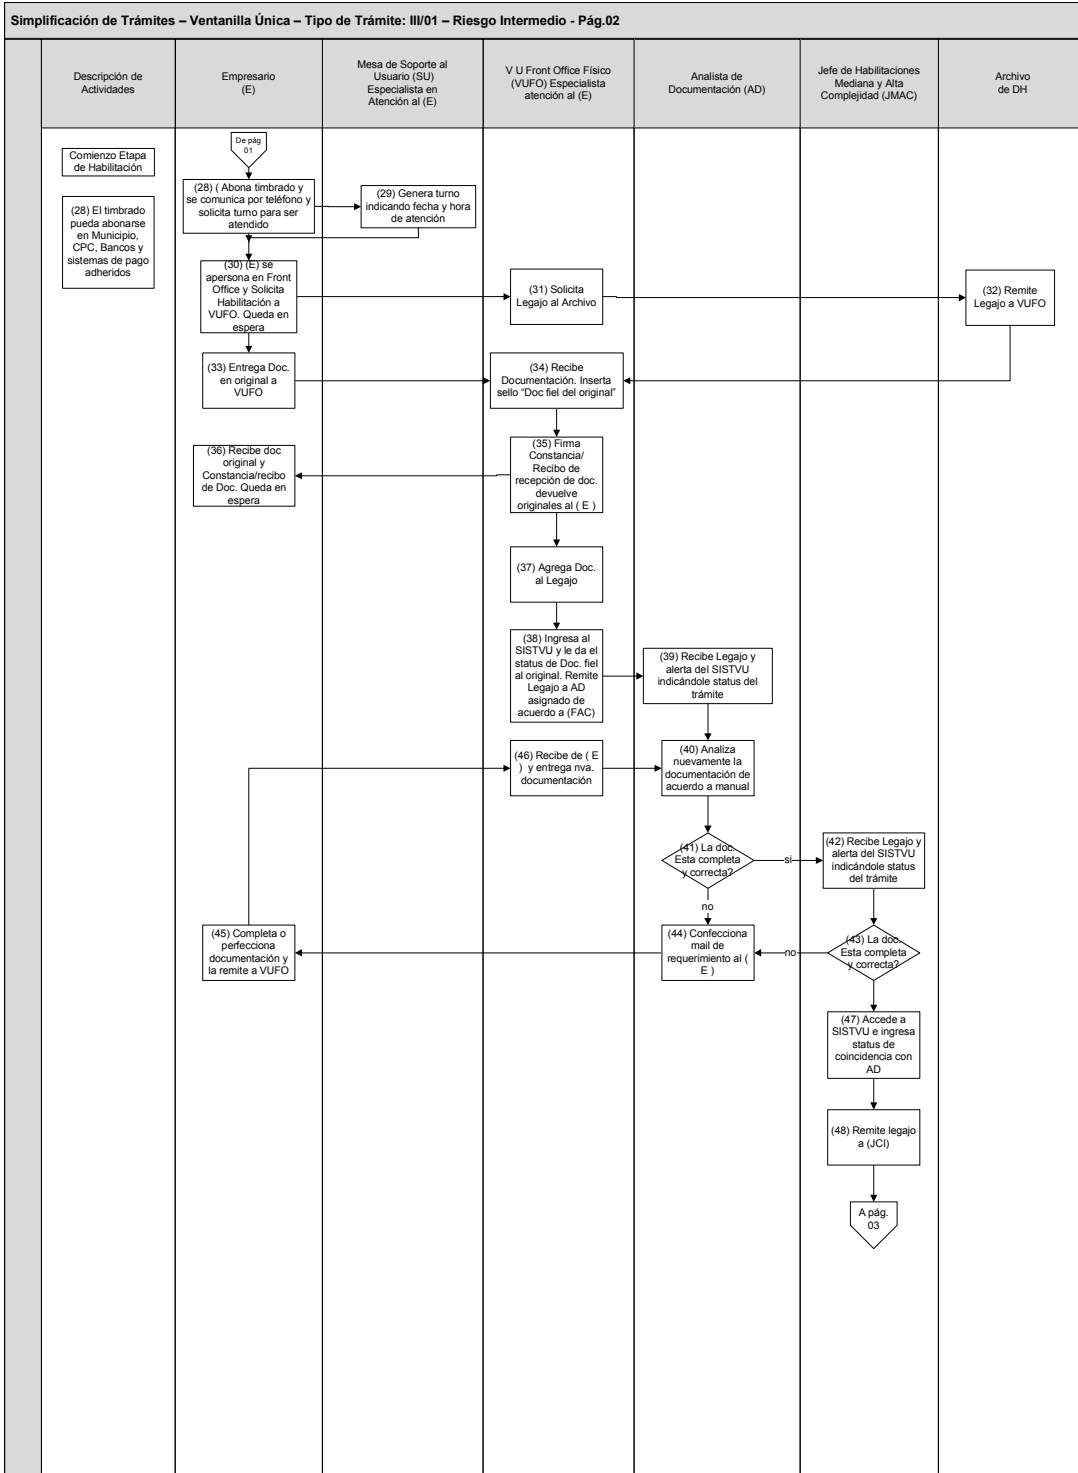 Simplificación de Trámites – Ventanilla Única – Tipo de Trámite: III/01 – Riesgo Intermedio - Pág.02
Descripción de
Actividades
Empresario
(E)
Mesa de Soporte al
Usuario (SU)
Especialista en
Atención al (E)
V U Front Office Físico
(VUFO) Especialista
atención al (E)
Analista de
Documentación (AD)
Jefe de Habilitaciones
Mediana y Alta
Complejidad (JMAC)
Archivo
de DH
De pág
01
Comienzo Etapa
de Habilitación
(28) ( Abona timbrado y
se comunica por teléfono y
solicita turno para ser
atendido
(29) Genera turno
indicando fecha y hora
de atención
(28) El timbrado
pueda abonarse
en Municipio,
CPC, Bancos y
sistemas de pago
adheridos
(30) (E) se
apersona en Front
Office y Solicita
Habilitación a
VUFO. Queda en
espera
(31) Solicita
Legajo al Archivo
(32) Remite
Legajo a VUFO
(33) Entrega Doc.
en original a
VUFO
(34) Recibe
Documentación. Inserta
sello “Doc fiel del original”
(35) Firma
Constancia/
Recibo de
recepción de doc.
devuelve
originales al ( E )
(36) Recibe doc
original y
Constancia/recibo
de Doc. Queda en
espera
(37) Agrega Doc.
al Legajo
(38) Ingresa al
SISTVU y le da el
status de Doc. fiel
al original. Remite
Legajo a AD
asignado de
acuerdo a (FAC)
(39) Recibe Legajo y
alerta del SISTVU
indicándole status del
trámite
(46) Recibe de ( E
) y entrega nva.
documentación
(40) Analiza
nuevamente la
documentación de
acuerdo a manual
(41) La doc.
Esta completa
y correcta?
si
(42) Recibe Legajo y
alerta del SISTVU
indicándole status
del trámite
no
(45) Completa o
perfecciona
documentación y
la remite a VUFO
(44) Confecciona
mail de
requerimiento al (
E )
no
(43) La doc.
Esta completa
y correcta?
(47) Accede a
SISTVU e ingresa
status de
coincidencia con
AD
(48) Remite legajo
a (JCI)
A pág.
03